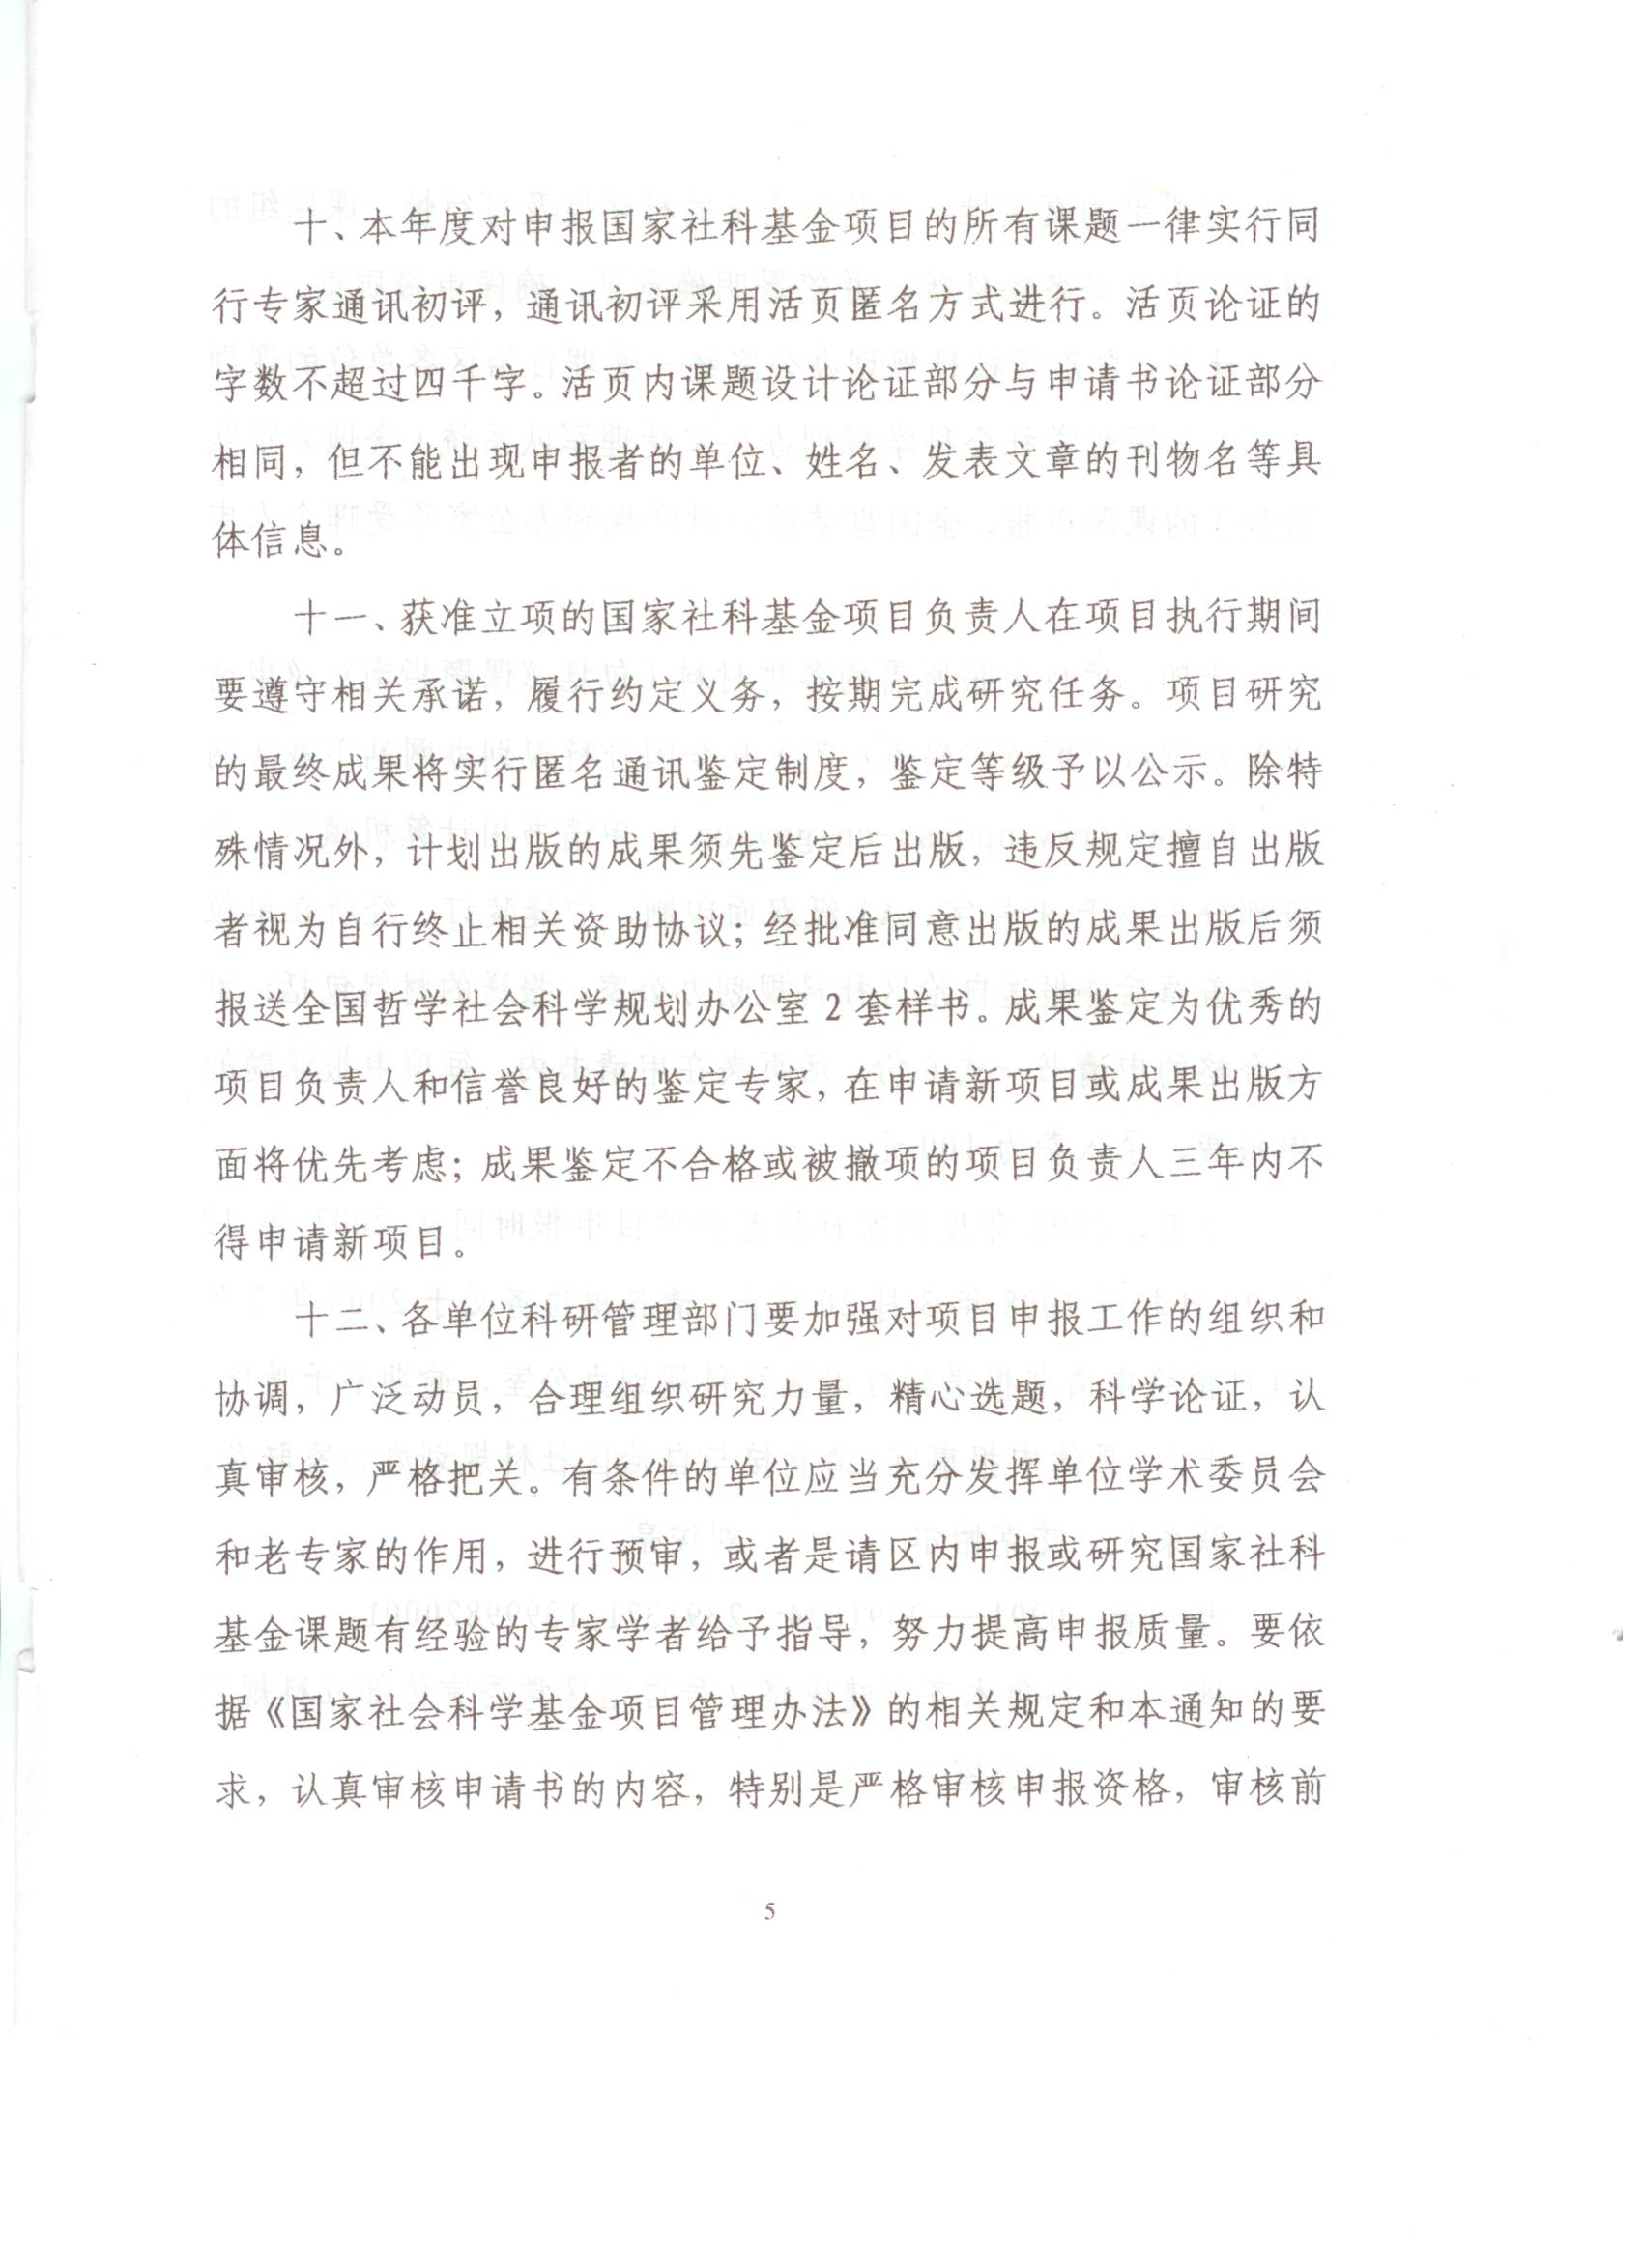 十、本年度对申报国家社科基金项目的所有课题一律实行同
行专家通讯初评，通讯初评采用活页匿名方式进行。活页论证的
字数不超过四千字。活页内课题设计论证部分与申请书论证部分
相同，但不能出现申报者的单位、姓名、发表文章的刊物名等具
体信息。
十一、获准立项的国家社科基金项目负责人在项目执行期间
要遵守相关承诺，履行约定义务，按期完成研究任务。项目研究
的最终成果将实行匿名通讯鉴定制度，鉴定等级予以公示。除特
殊情况外，计划出版的成果须先鉴定后出版，违反规定擅自出版
者视为自行终止相关资助协议；经批准同意出版的成果出版后须
报送全国哲学社会科学规划办公室 2 套样书。成果鉴定为优秀的
项目负责人和信誉良好的鉴定专家，在申请新项目或成果出版方
面将优先考虑；成果鉴定不合格或被撤项的项目负责人三年内不
得申请新项目。
十二、各单位科研管理部门要加强对项目申报工作的组织和
协调，广泛动员，合理组织研究力量，精心选题，科学论证，认
真审核，严格把关。有条件的单位应当充分发挥单位学术委员会
和老专家的作用，进行预审，或者是请区内申报或研究国家社科
基金课题有经验的专家学者给予指导，努力提高申报质量。要依
据《国家社会科学基金项目管理办法》的相关规定和本通知的要
求，认真审核申请书的内容，特别是严格审核申报资格，审核前
5